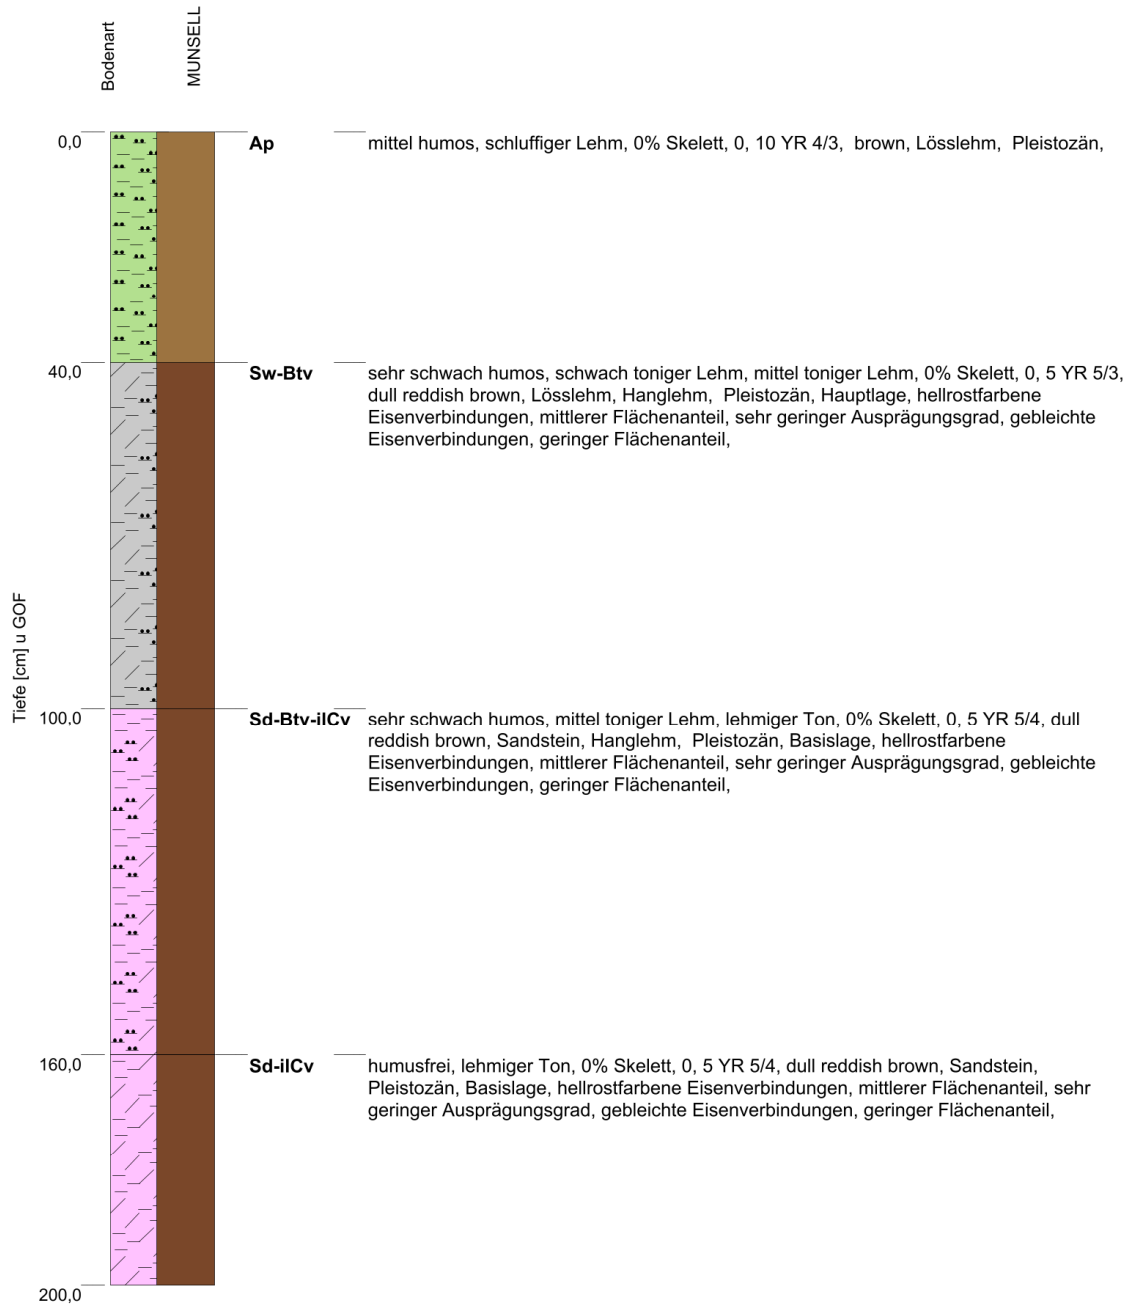 Bodenart
MUNSELL
Tiefe [cm] u GOF
0,0
Ap
mittel humos, schluffiger Lehm, 0% Skelett, 0, 10 YR 4/3,  brown, Lösslehm,  Pleistozän,
40,0
Sw-Btv
sehr schwach humos, schwach toniger Lehm, mittel toniger Lehm, 0% Skelett, 0, 5 YR 5/3,
dull reddish brown, Lösslehm, Hanglehm,  Pleistozän, Hauptlage, hellrostfarbene
Eisenverbindungen, mittlerer Flächenanteil, sehr geringer Ausprägungsgrad, gebleichte
Eisenverbindungen, geringer Flächenanteil,
100,0
Sd-Btv-ilCv
sehr schwach humos, mittel toniger Lehm, lehmiger Ton, 0% Skelett, 0, 5 YR 5/4, dull
reddish brown, Sandstein, Hanglehm,  Pleistozän, Basislage, hellrostfarbene
Eisenverbindungen, mittlerer Flächenanteil, sehr geringer Ausprägungsgrad, gebleichte
Eisenverbindungen, geringer Flächenanteil,
160,0
Sd-ilCv
humusfrei, lehmiger Ton, 0% Skelett, 0, 5 YR 5/4, dull reddish brown, Sandstein,
Pleistozän, Basislage, hellrostfarbene Eisenverbindungen, mittlerer Flächenanteil, sehr
geringer Ausprägungsgrad, gebleichte Eisenverbindungen, geringer Flächenanteil,
200,0